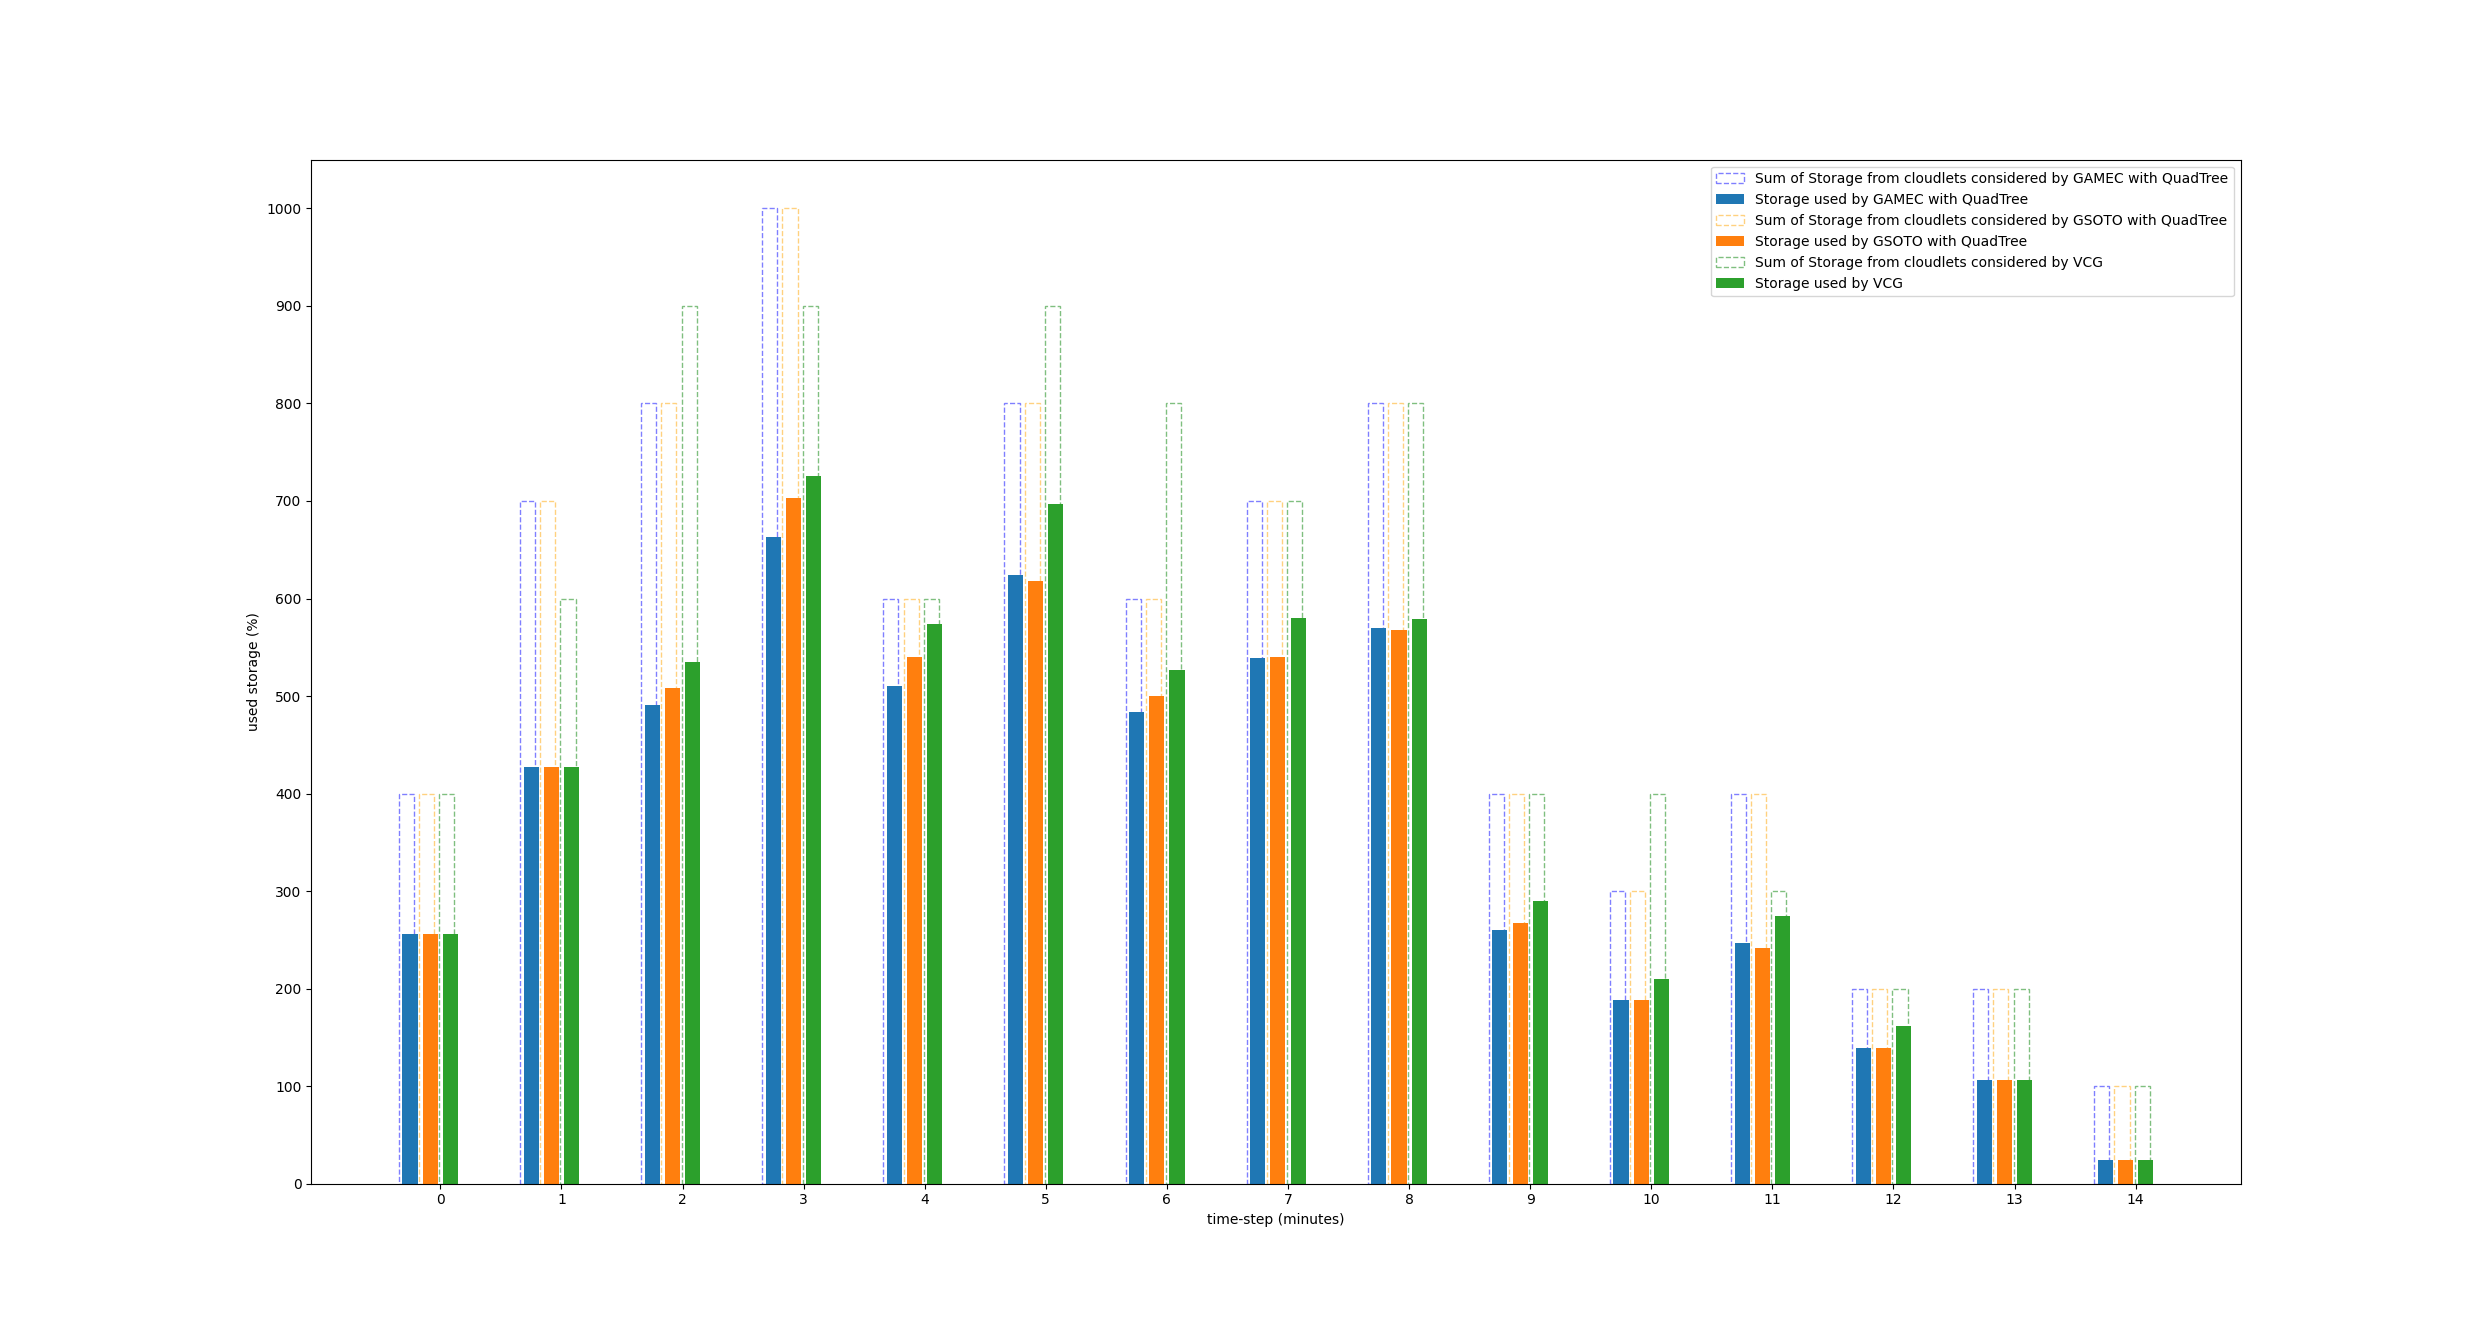 Sum of Storage from cloudlets considered by GAMEC with QuadTree
Storage used by GAMEC with QuadTree
Sum of Storage from cloudlets considered by GSOTO with QuadTree
Storage used by GSOTO with QuadTree
Sum of Storage from cloudlets considered by VCG
Storage used by VCG
1000
900
800
700
600
500
400
300
200
100
0
used storage (%)
0 1 2 3 4 5 6 7 8 9 10 11 12 13 14
time-step (minutes)